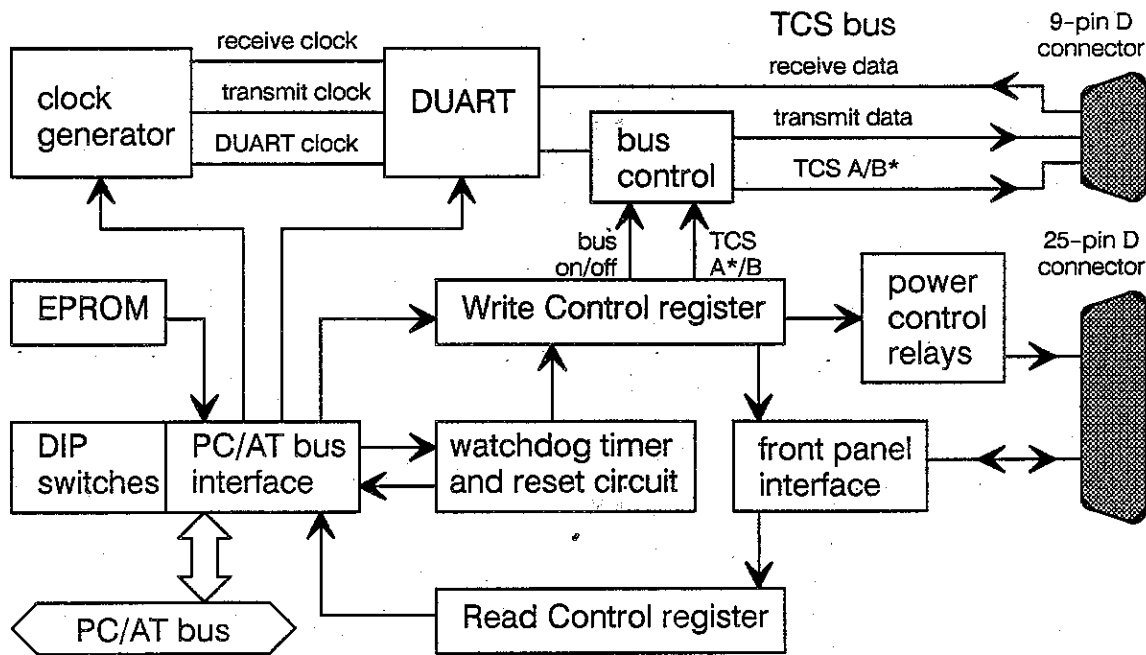 TCS bus
9-pin D
connector
receive clock
receive data
clock
generator
transmit clock
DUART
transmit data
DUART clock
bus
control
TCS A/B*
bus
on/off
TCS
A*/B
25-pin D
connector
EPROM
Write Control register
power
control
relays
DIP
switches
PC/AT bus
interface
watchdog timer
and reset circuit
front panel
interface
Read Control register
PC/AT bus